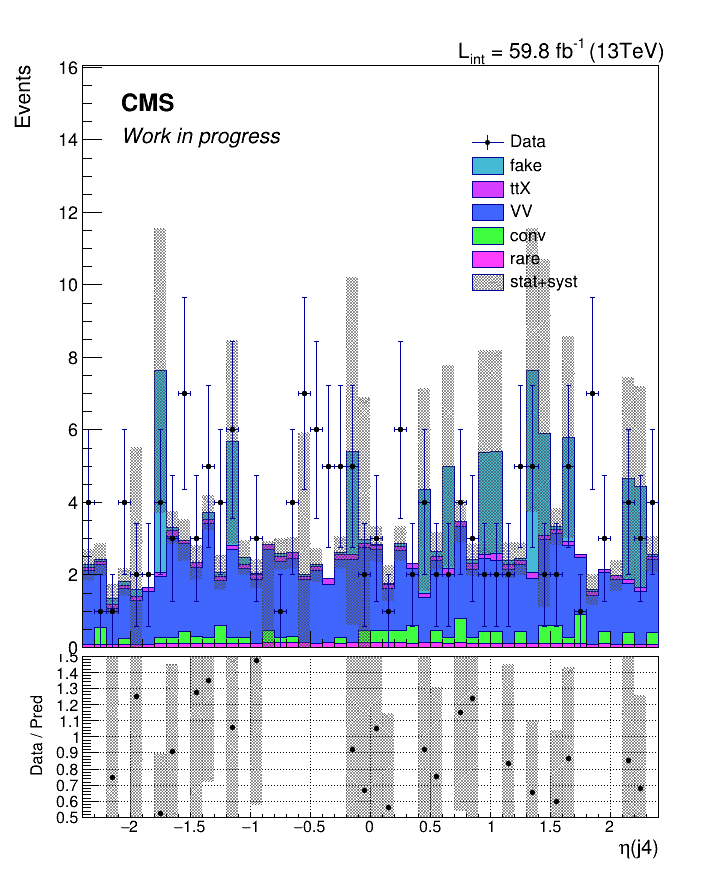 L_int = 59.8 fb^-1 (13TeV)
Events
16
14
12
10
8
6
4
2
0
CMS
Work in progress
Data
fake
ttX
VV
conv
rare
stat+syst
Data / Pred
1.5
1.4
1.3
1.2
1.1
1
0.9
0.8
0.7
0.6
0.5
−2 −1.5 −1 −0.5 0 0.5 1 1.5 2
η(j4)